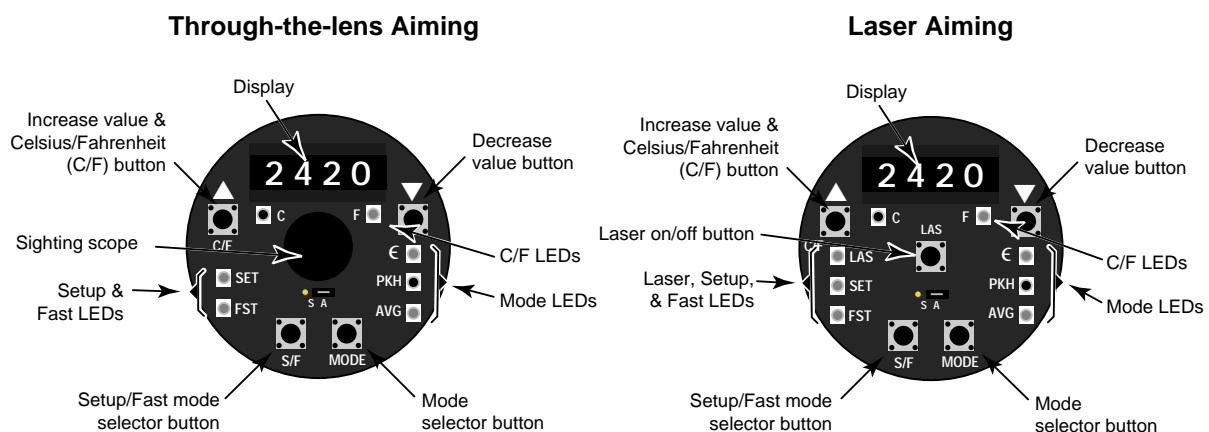 Through-the-lens Aiming
Display
Increase value &
Celsius/Fahrenheit
(C/F) button
Decrease
value button
2420
C
F
C/F
Sighting scope
C/F LEDs
ϵ
SET
PKH
Setup &
Fast LEDs
Mode LEDs
S A
FST
AVG
S/F
MODE
Setup/Fast mode
selector button
Mode
selector button
Laser Aiming
Display
Increase value &
Celsius/Fahrenheit
(C/F) button
Decrease
value button
2420
C
F
LAS
C/F
Laser on/off button
LAS
ϵ
C/F LEDs
Laser, Setup,
& Fast LEDs
SET
PKH
Mode LEDs
S A
FST
AVG
S/F
MODE
Setup/Fast mode
selector button
Mode
selector button